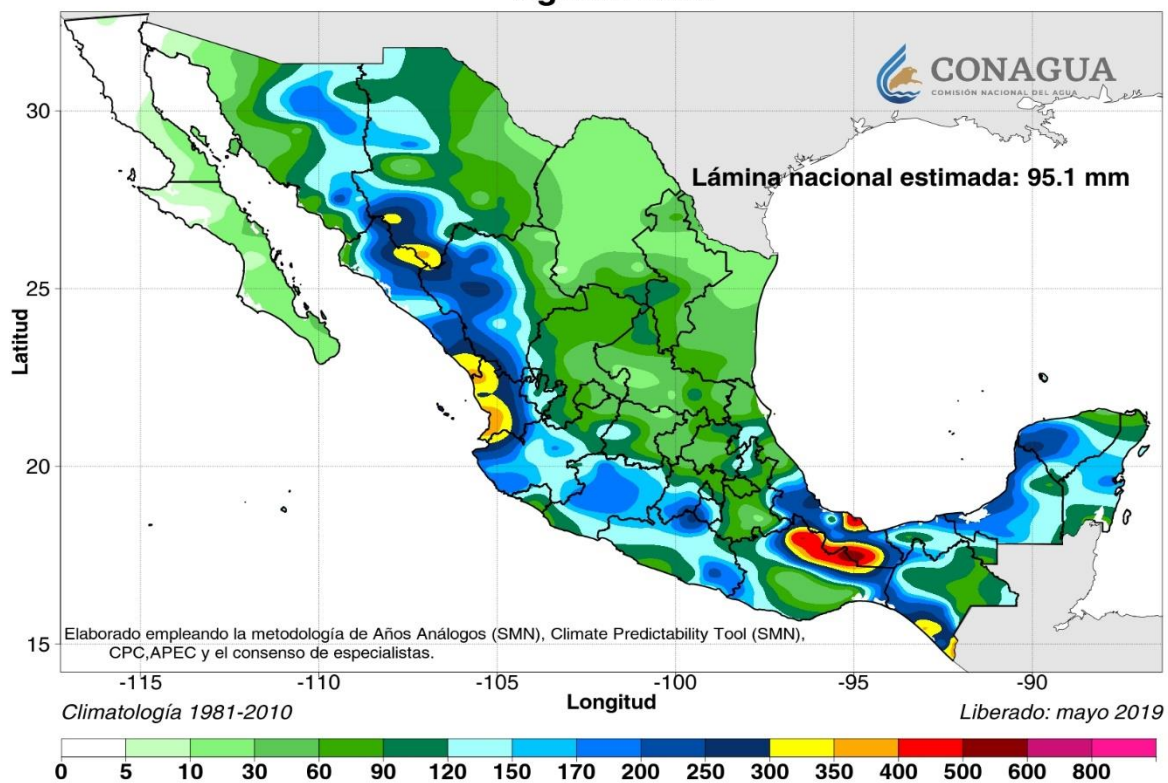 CONAGUA
COMISIÓN NACIONAL DEL AGUA
Lámina nacional estimada: 95.1 mm
30
25
20
15
Latitud
Elaborado empleando la metodología de Años Análogos (SMN), Climate Predictability Tool (SMN),
CPC,APEC y el consenso de especialistas.
-115 -110 -105 -100 -95 -90
Longitud
Climatología 1981-2010 Liberado: mayo 2019
0 5 10 30 60 90 120 150 170 200 250 300 350 400 500 600 800